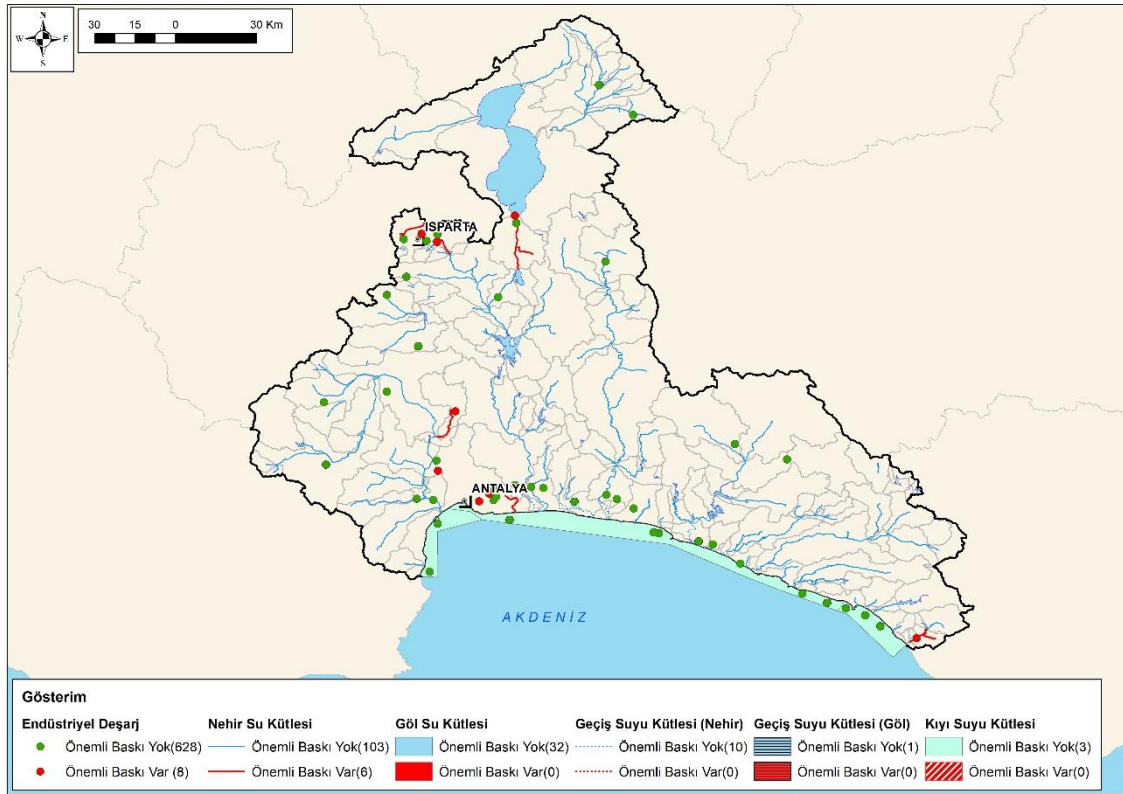 N
W E
S
30 15 0 30 Km
ISPARTA
ANTALYA
AKDENİZ
Gösterim
Endüstriyel Deşarj Nehir Su Kütlesi Göl Su Kütlesi Geçiş Suyu Kütlesi (Nehir) Geçiş Suyu Kütlesi (Göl) Kıyı Suyu Kütlesi
Önemli Baskı Yok(628) Önemli Baskı Yok(103) Önemli Baskı Yok(32) Önemli Baskı Yok(10) Önemli Baskı Yok(1) Önemli Baskı Yok(3)
Önemli Baskı Var (8) Önemli Baskı Var(6) Önemli Baskı Var(0) Önemli Baskı Var(0) Önemli Baskı Var(0) Önemli Baskı Var(0)